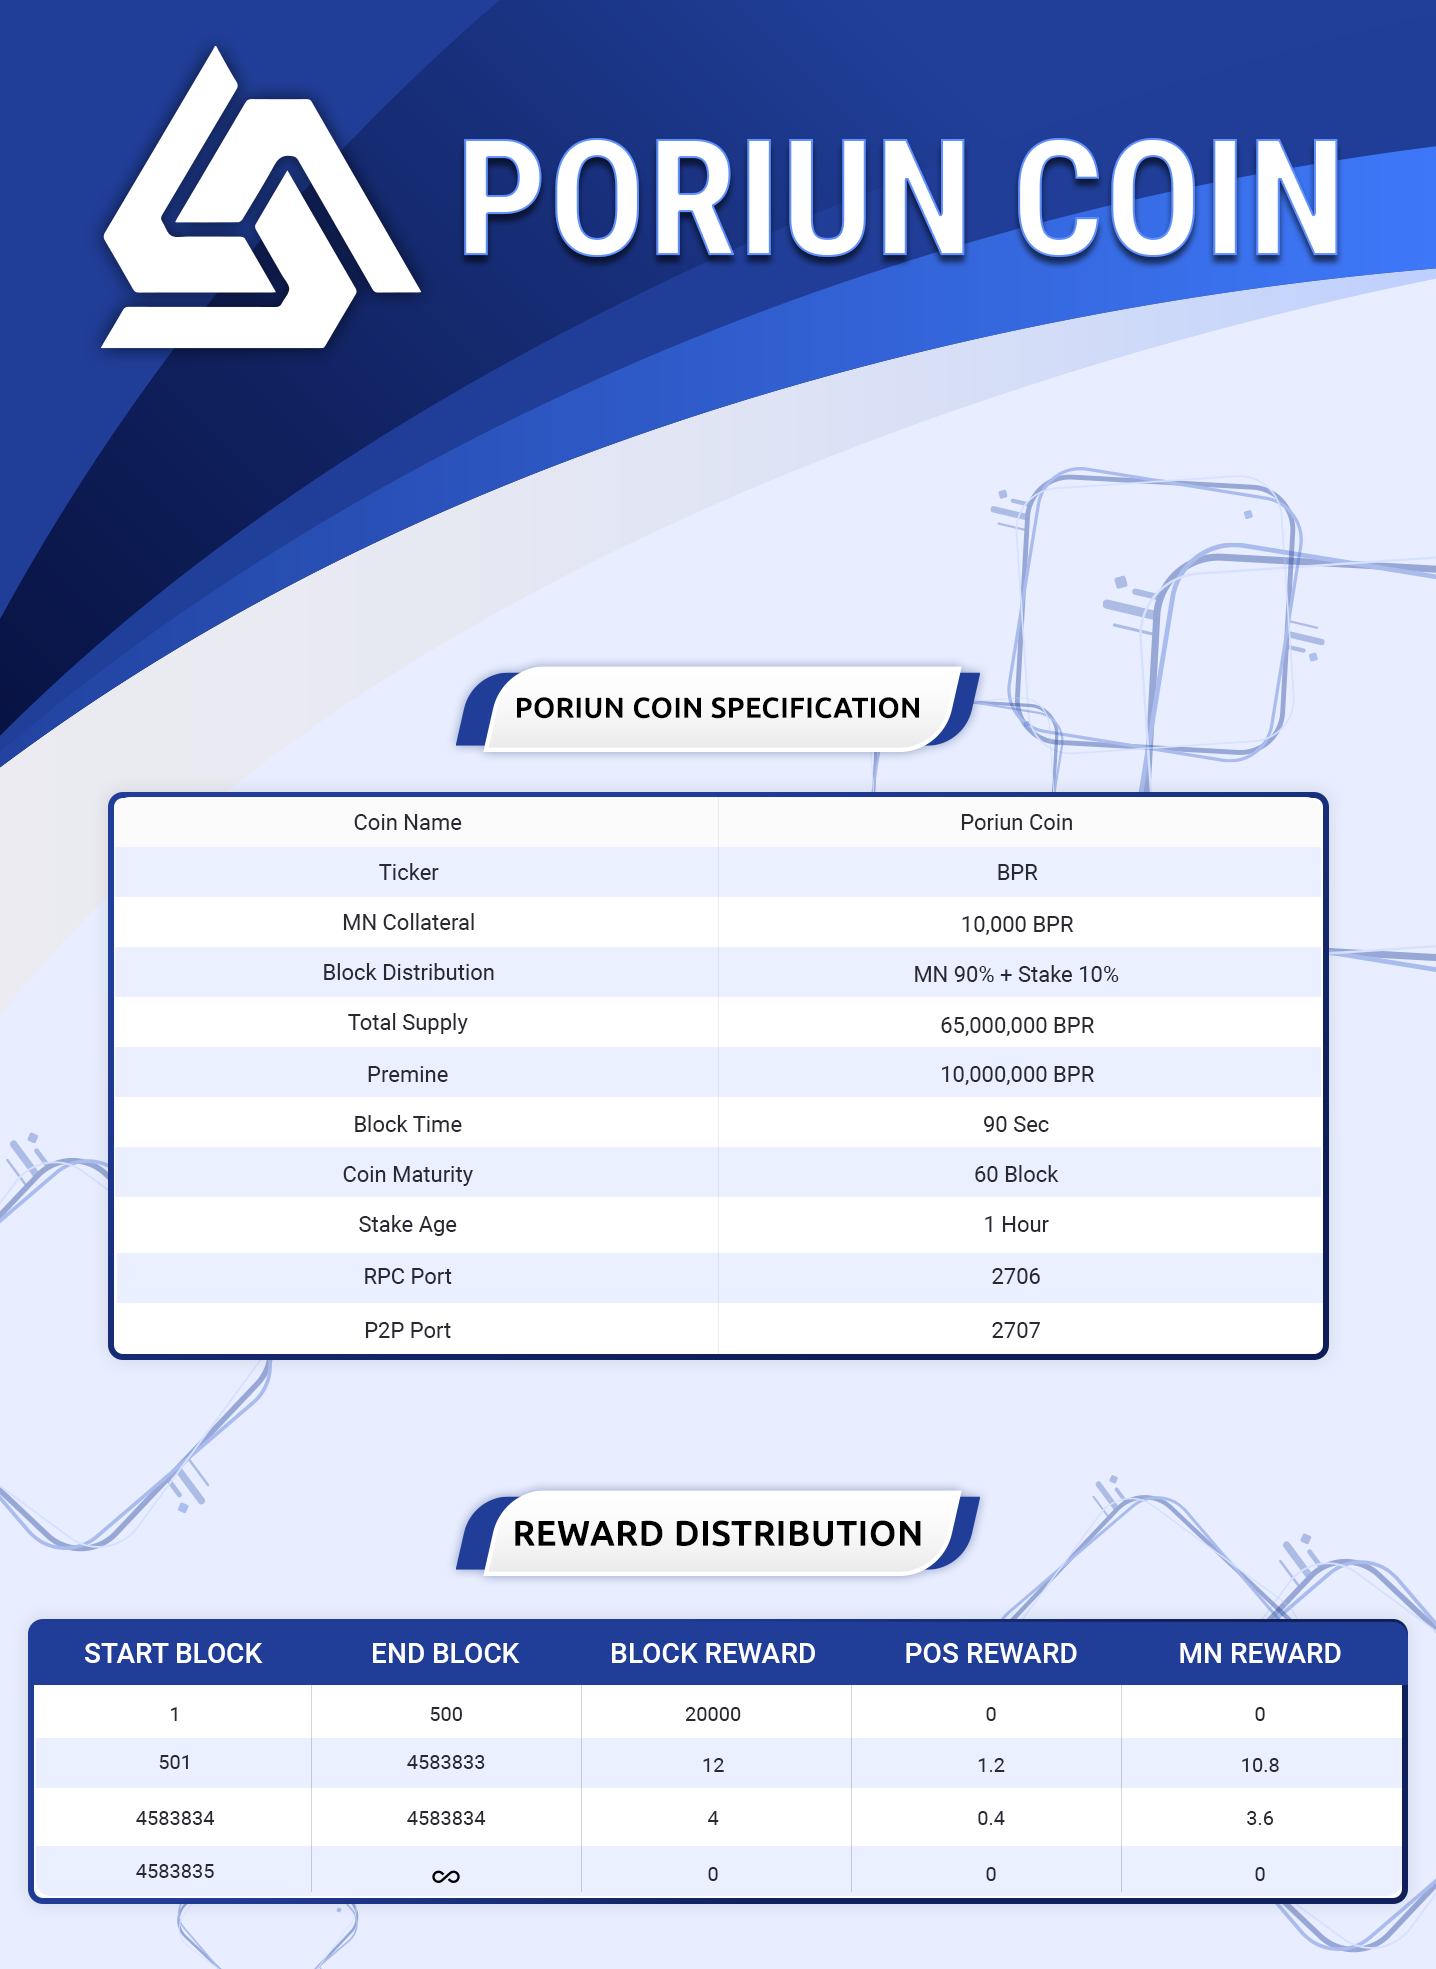 PORIUN COIN
PORIUN COIN SPECIFICATION
Coin Name Poriun Coin
Ticker BPR
MN Collateral 10,000 BPR
Block Distribution MN 90% + Stake 10%
Total Supply 65,000,000 BPR
Premine 10,000,000 BPR
Block Time 90 Sec
Coin Maturity 60 Block
Stake Age 1 Hour
RPC Port 2706
P2P Port 2707
REWARD DISTRIBUTION
START BLOCK END BLOCK BLOCK REWARD POS REWARD MN REWARD
1 500 20000 0 0
501 4583833 12 1.2 10.8
4583834 4583834 4 0.4 3.6
4583835 ∞ 0 0 0